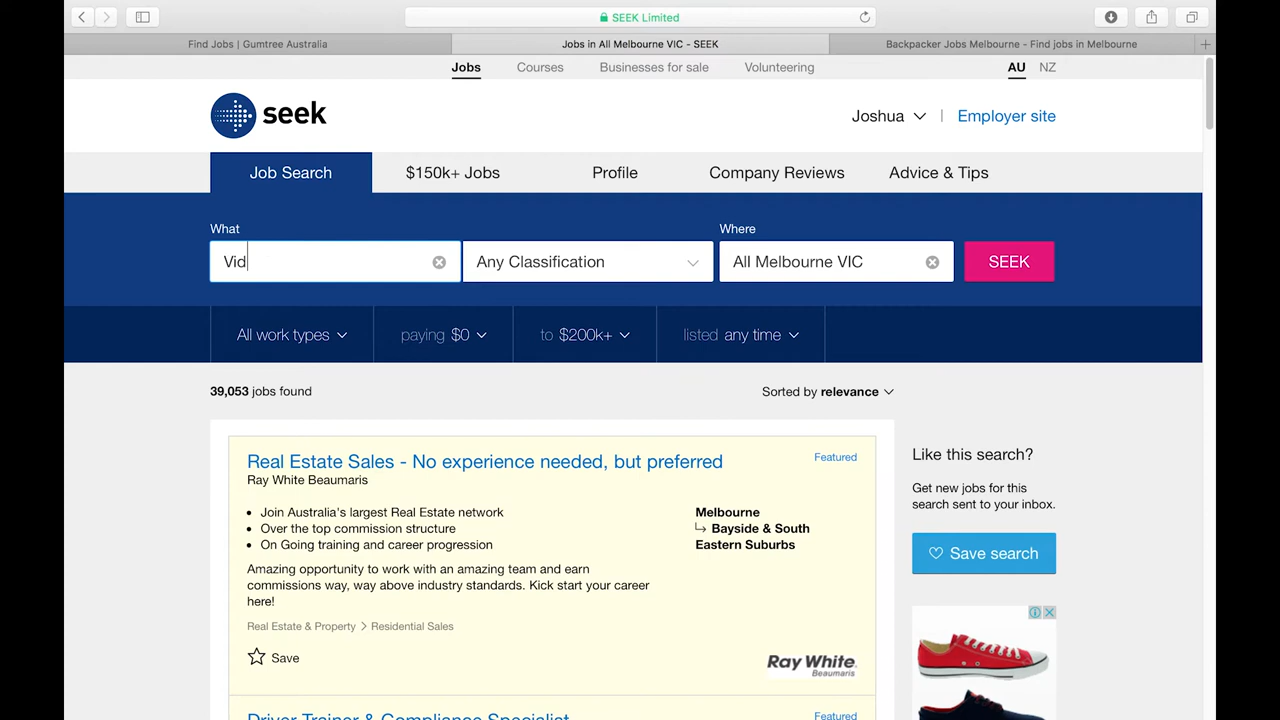 SEEK Limited
Find Jobs | Gumtree Australia
Jobs in All Melbourne VIC - SEEK
Backpacker Jobs Melbourne - Find jobs in Melbourne
Jobs
Courses
Businesses for sale
Volunteering
AU
NZ
seek
Joshua
Employer site
Job Search
$150k+ Jobs
Profile
Company Reviews
Advice & Tips
What
Where
Vid
Any Classification
All Melbourne VIC
SEEK
All work types
paying $0
to $200k+
listed any time
39,053 jobs found
Sorted by relevance
Real Estate Sales - No experience needed, but preferred
Featured
Ray White Beaumaris
Join Australia's largest Real Estate network
Over the top commission structure
On Going training and career progression
Melbourne
Bayside & South
Eastern Suburbs
Amazing opportunity to work with an amazing team and earn
commissions way, way above industry standards. Kick start your career
here!
Real Estate & Property > Residential Sales
Save
Ray White.
Beaumaris
Driver Trainer & Compliance Specialist
Featured
Like this search?
Get new jobs for this
search sent to your inbox.
Save search